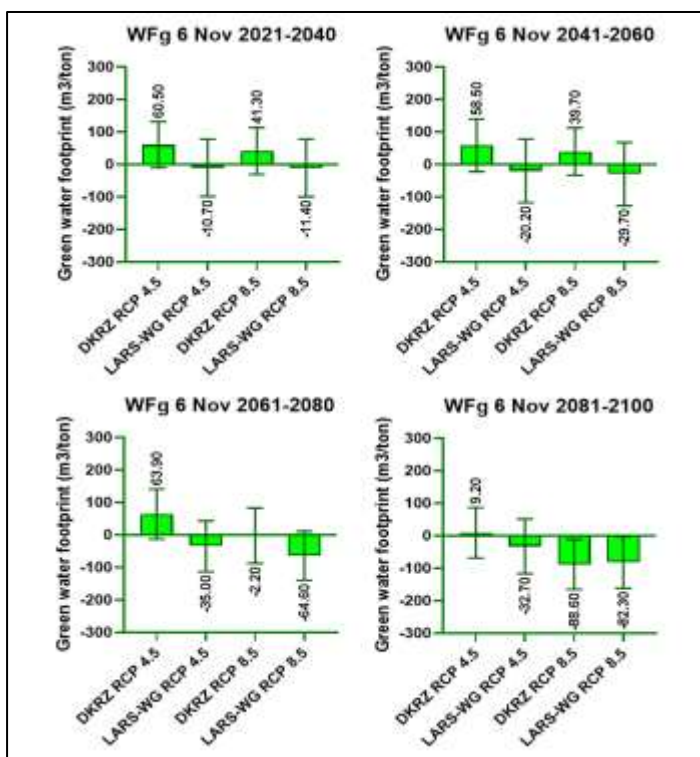 WFg 6 Nov 2021-2040
Green water footprint (m3/ton)
300
200
100
0
-100
-200
-300
60.50
-10.70
41.30
-11.40
DKRZ RCP 4.5
LARS-WG RCP 4.5
DKRZ RCP 8.5
LARS-WG RCP 8.5
WFg 6 Nov 2041-2060
Green water footprint (m3/ton)
300
200
100
0
-100
-200
-300
58.50
-20.20
39.70
-29.70
DKRZ RCP 4.5
LARS-WG RCP 4.5
DKRZ RCP 8.5
LARS-WG RCP 8.5
WFg 6 Nov 2061-2080
Green water footprint (m3/ton)
300
200
100
0
-100
-200
-300
63.90
-35.00
-2.20
-64.60
DKRZ RCP 4.5
LARS-WG RCP 4.5
DKRZ RCP 8.5
LARS-WG RCP 8.5
WFg 6 Nov 2081-2100
Green water footprint (m3/ton)
300
200
100
0
-100
-200
-300
9.20
-32.70
-88.60
-82.30
DKRZ RCP 4.5
LARS-WG RCP 4.5
DKRZ RCP 8.5
LARS-WG RCP 8.5